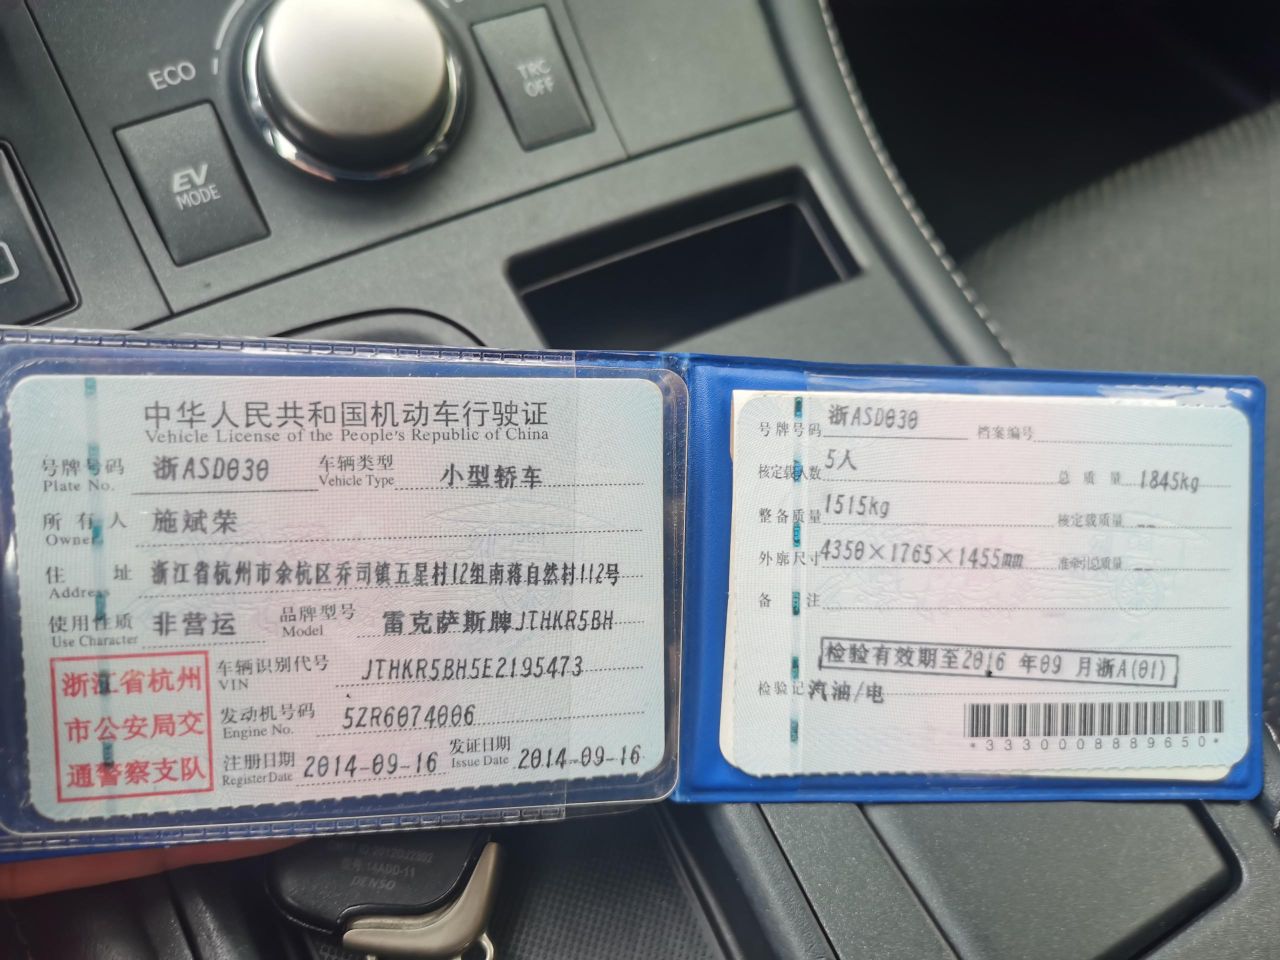 ECO
TRC
OFF
EV
MODE
中华人民共和国机动车行驶证
Vehicle License of the People's Republic of China
号牌号码 浙ASD030 车辆类型 小型轿车
Plate No. Vehicle Type
所有人 施斌荣
Owner
住址 浙江省杭州市余杭区乔司镇五星村12组南蒋自然村112号
Address
使用性质 非营运 品牌型号 雷克萨斯牌JTHKR5BH
Use Character Model
浙江省杭州
市公安局交
通警察支队
车辆识别代号 JTHKR5BH5E2195473
VIN
发动机号码 5ZR6074006
Engine No.
注册日期 2014-09-16 发证日期 2014-09-16
Register Date Issue Date
号牌号码 浙ASD030 档案编号
核定载人数 5人 总质量 1845kg
整备质量 1515kg 核定载质量 --
外廓尺寸 4350×1765×1455mm 准牵引总质量 --
备注
检验有效期至2016年09月浙A(01)
检验记 汽油/电
*3330008889650*
14ADD-11
DENSO